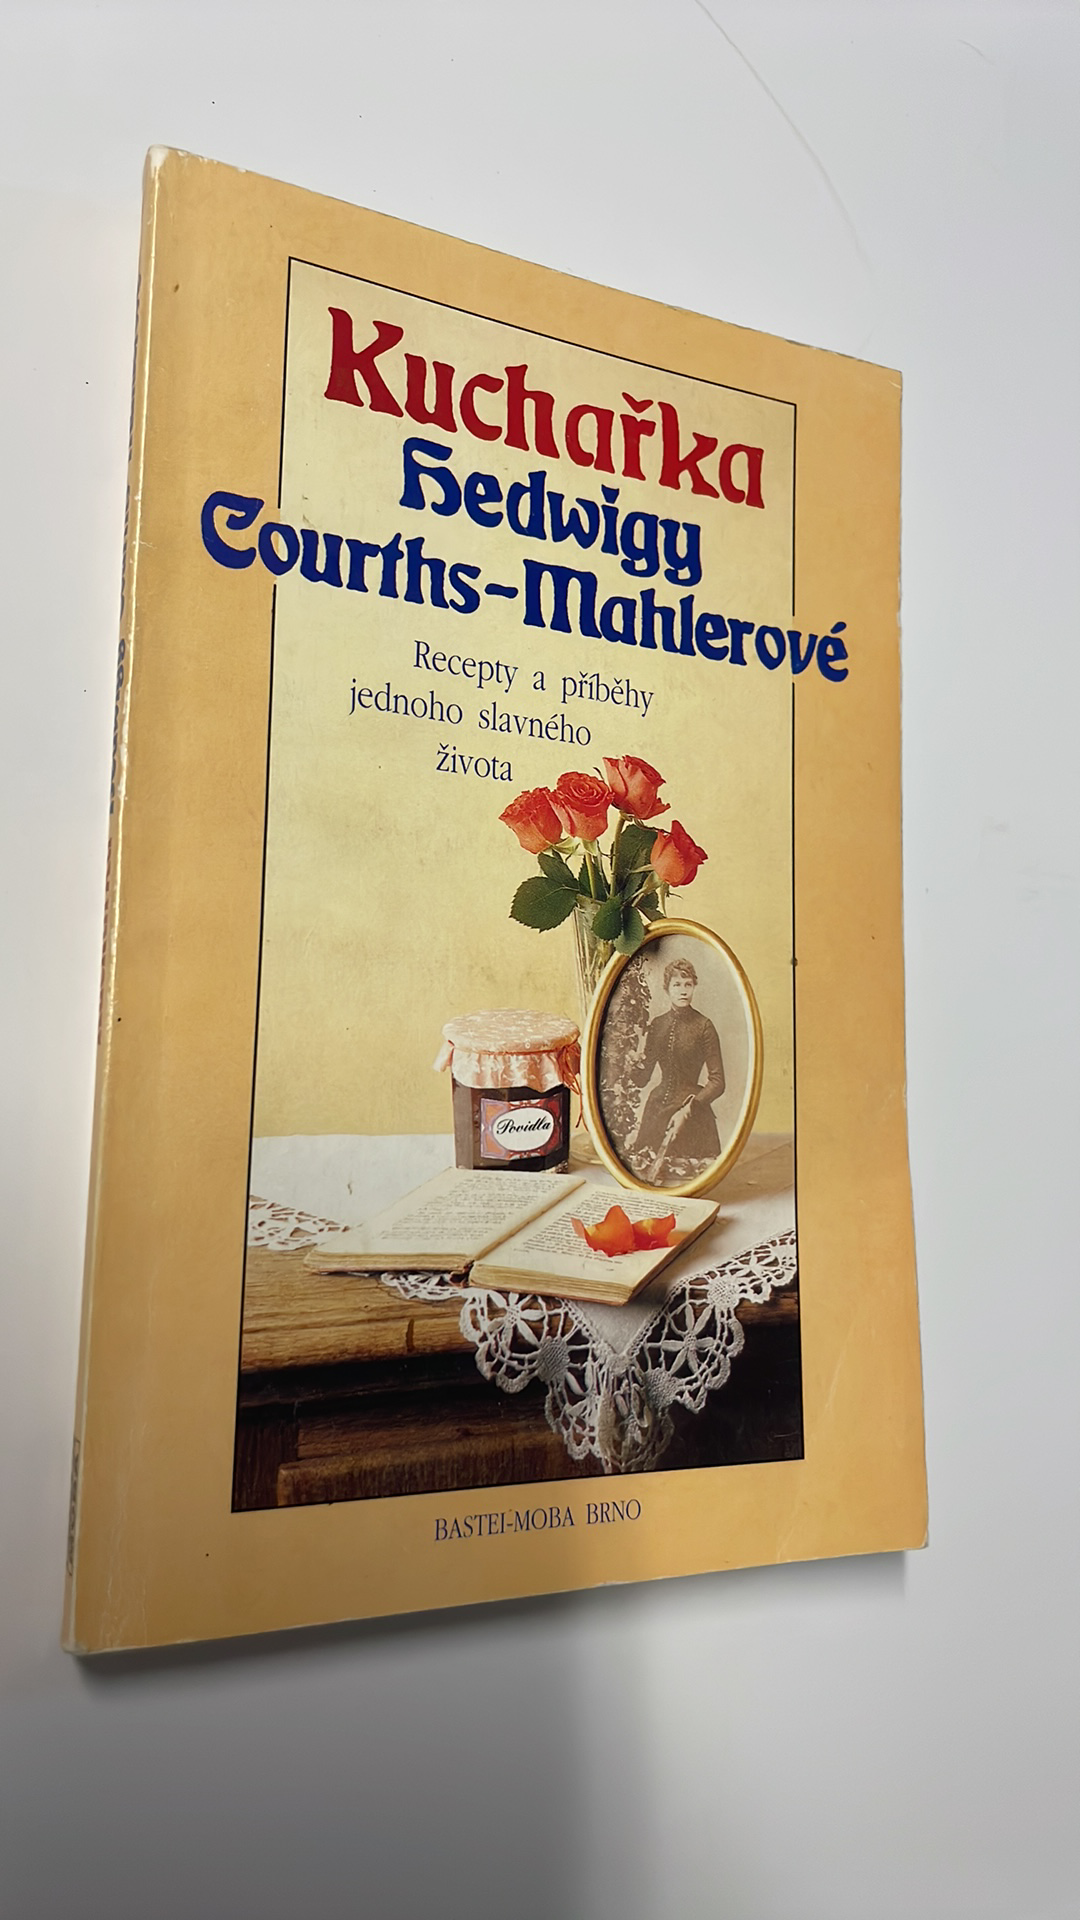 Kuchařka
Hedwigy
Courths-Mahlerové
Recepty a příběhy
jednoho slavného
života
Povidla
BASTEI-MOBA BRNO